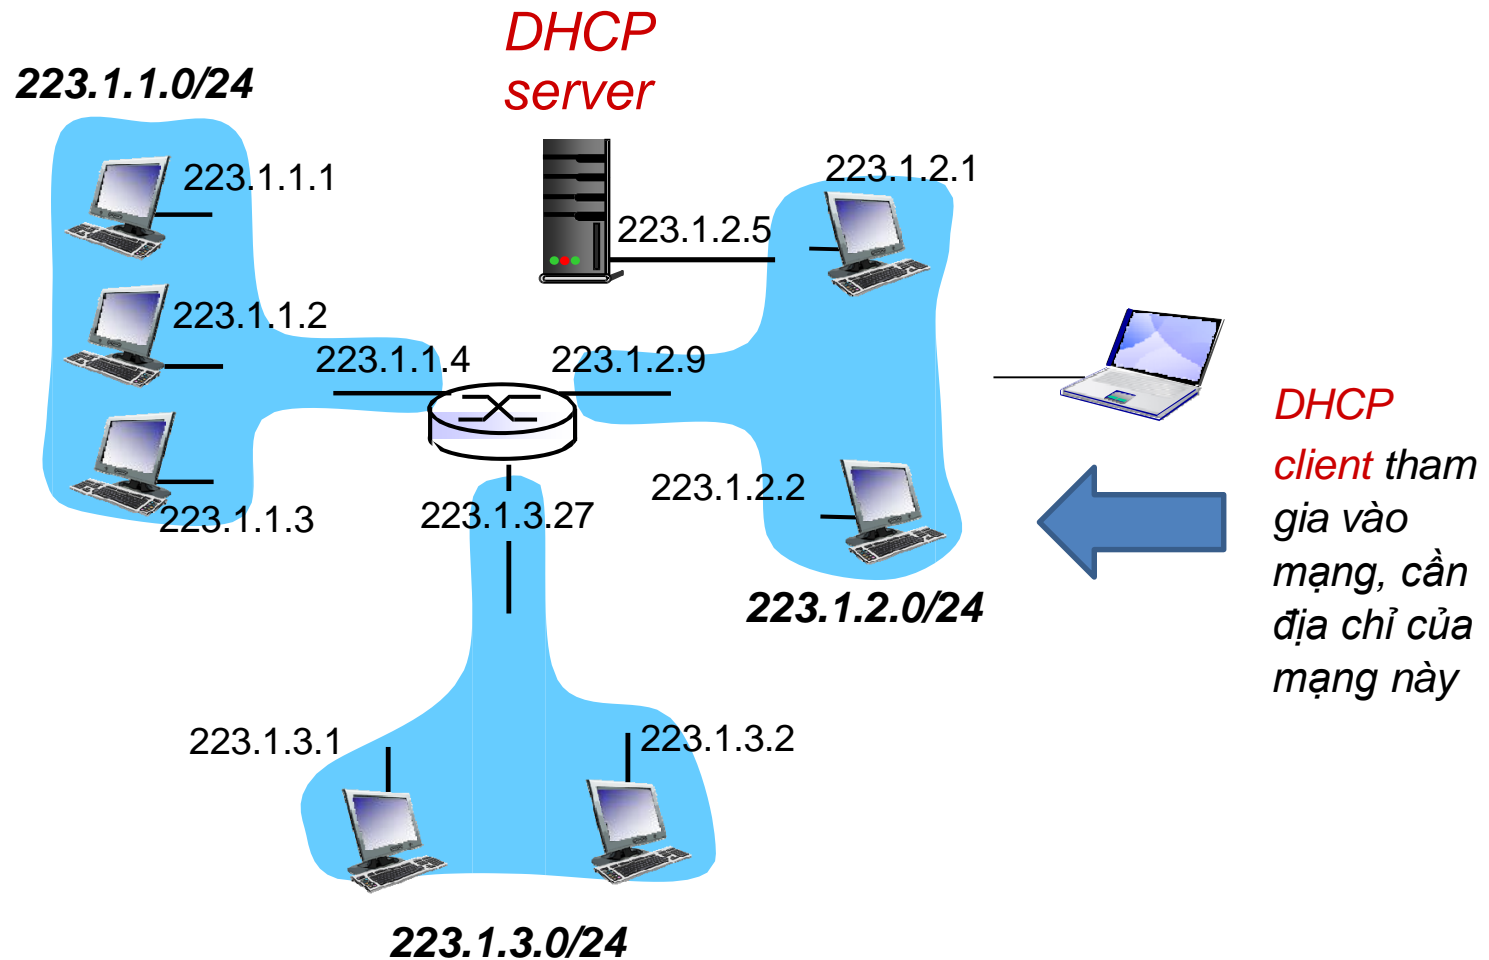 DHCP
server
223.1.1.0/24
223.1.1.1
223.1.2.1
223.1.2.5
223.1.1.2
223.1.1.4
223.1.2.9
DHCP
client tham
gia vào
mạng, cần
địa chỉ của
mạng này
223.1.2.2
223.1.1.3
223.1.3.27
223.1.2.0/24
223.1.3.1
223.1.3.2
223.1.3.0/24